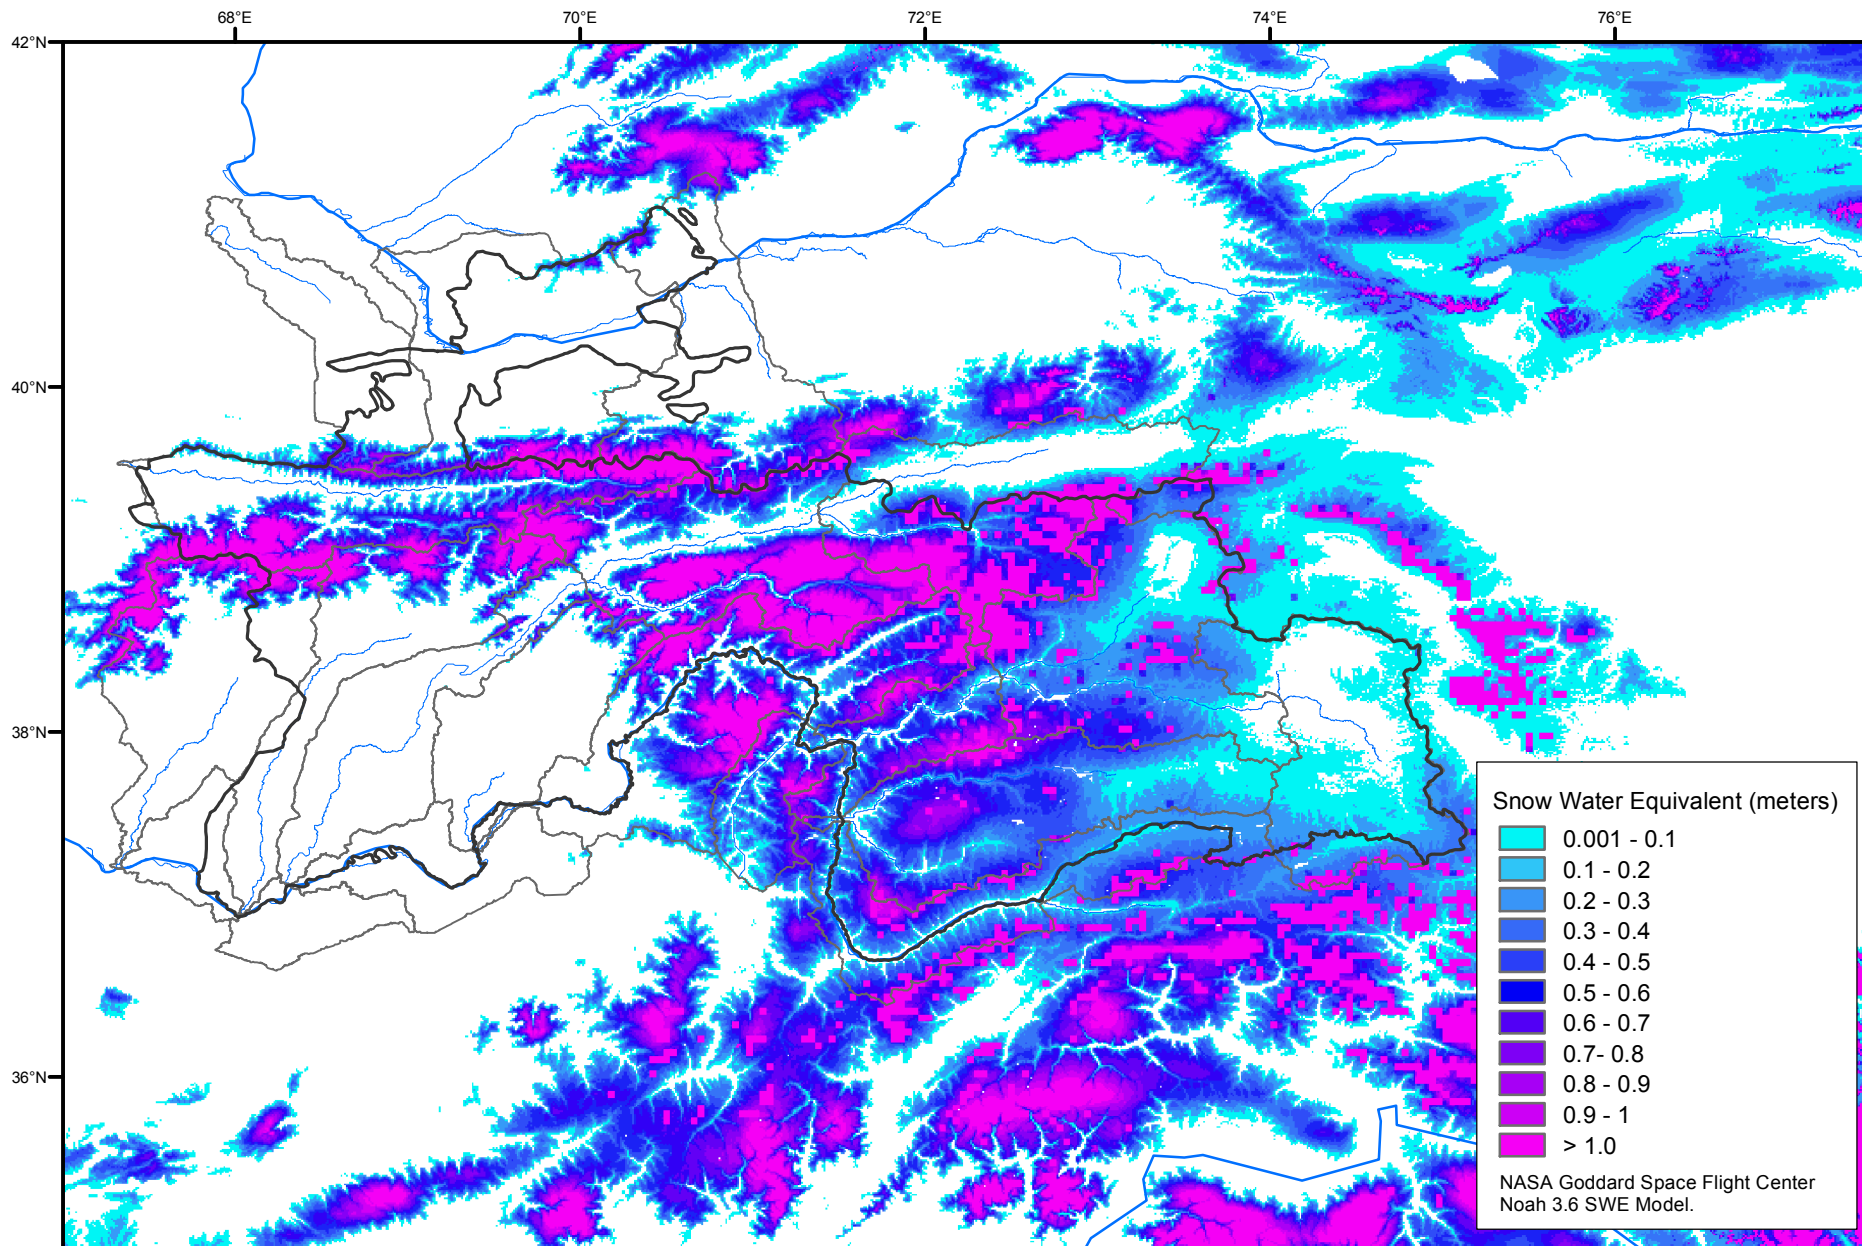 68°E
70°E
72°E
74°E
76°E
42°N
40°N
38°N
36°N
Snow Water Equivalent (meters)
0.001 - 0.1
0.1 - 0.2
0.2 - 0.3
0.3 - 0.4
0.4 - 0.5
0.5 - 0.6
0.6 - 0.7
0.7- 0.8
0.8 - 0.9
0.9 - 1
> 1.0
NASA Goddard Space Flight Center
Noah 3.6 SWE Model.